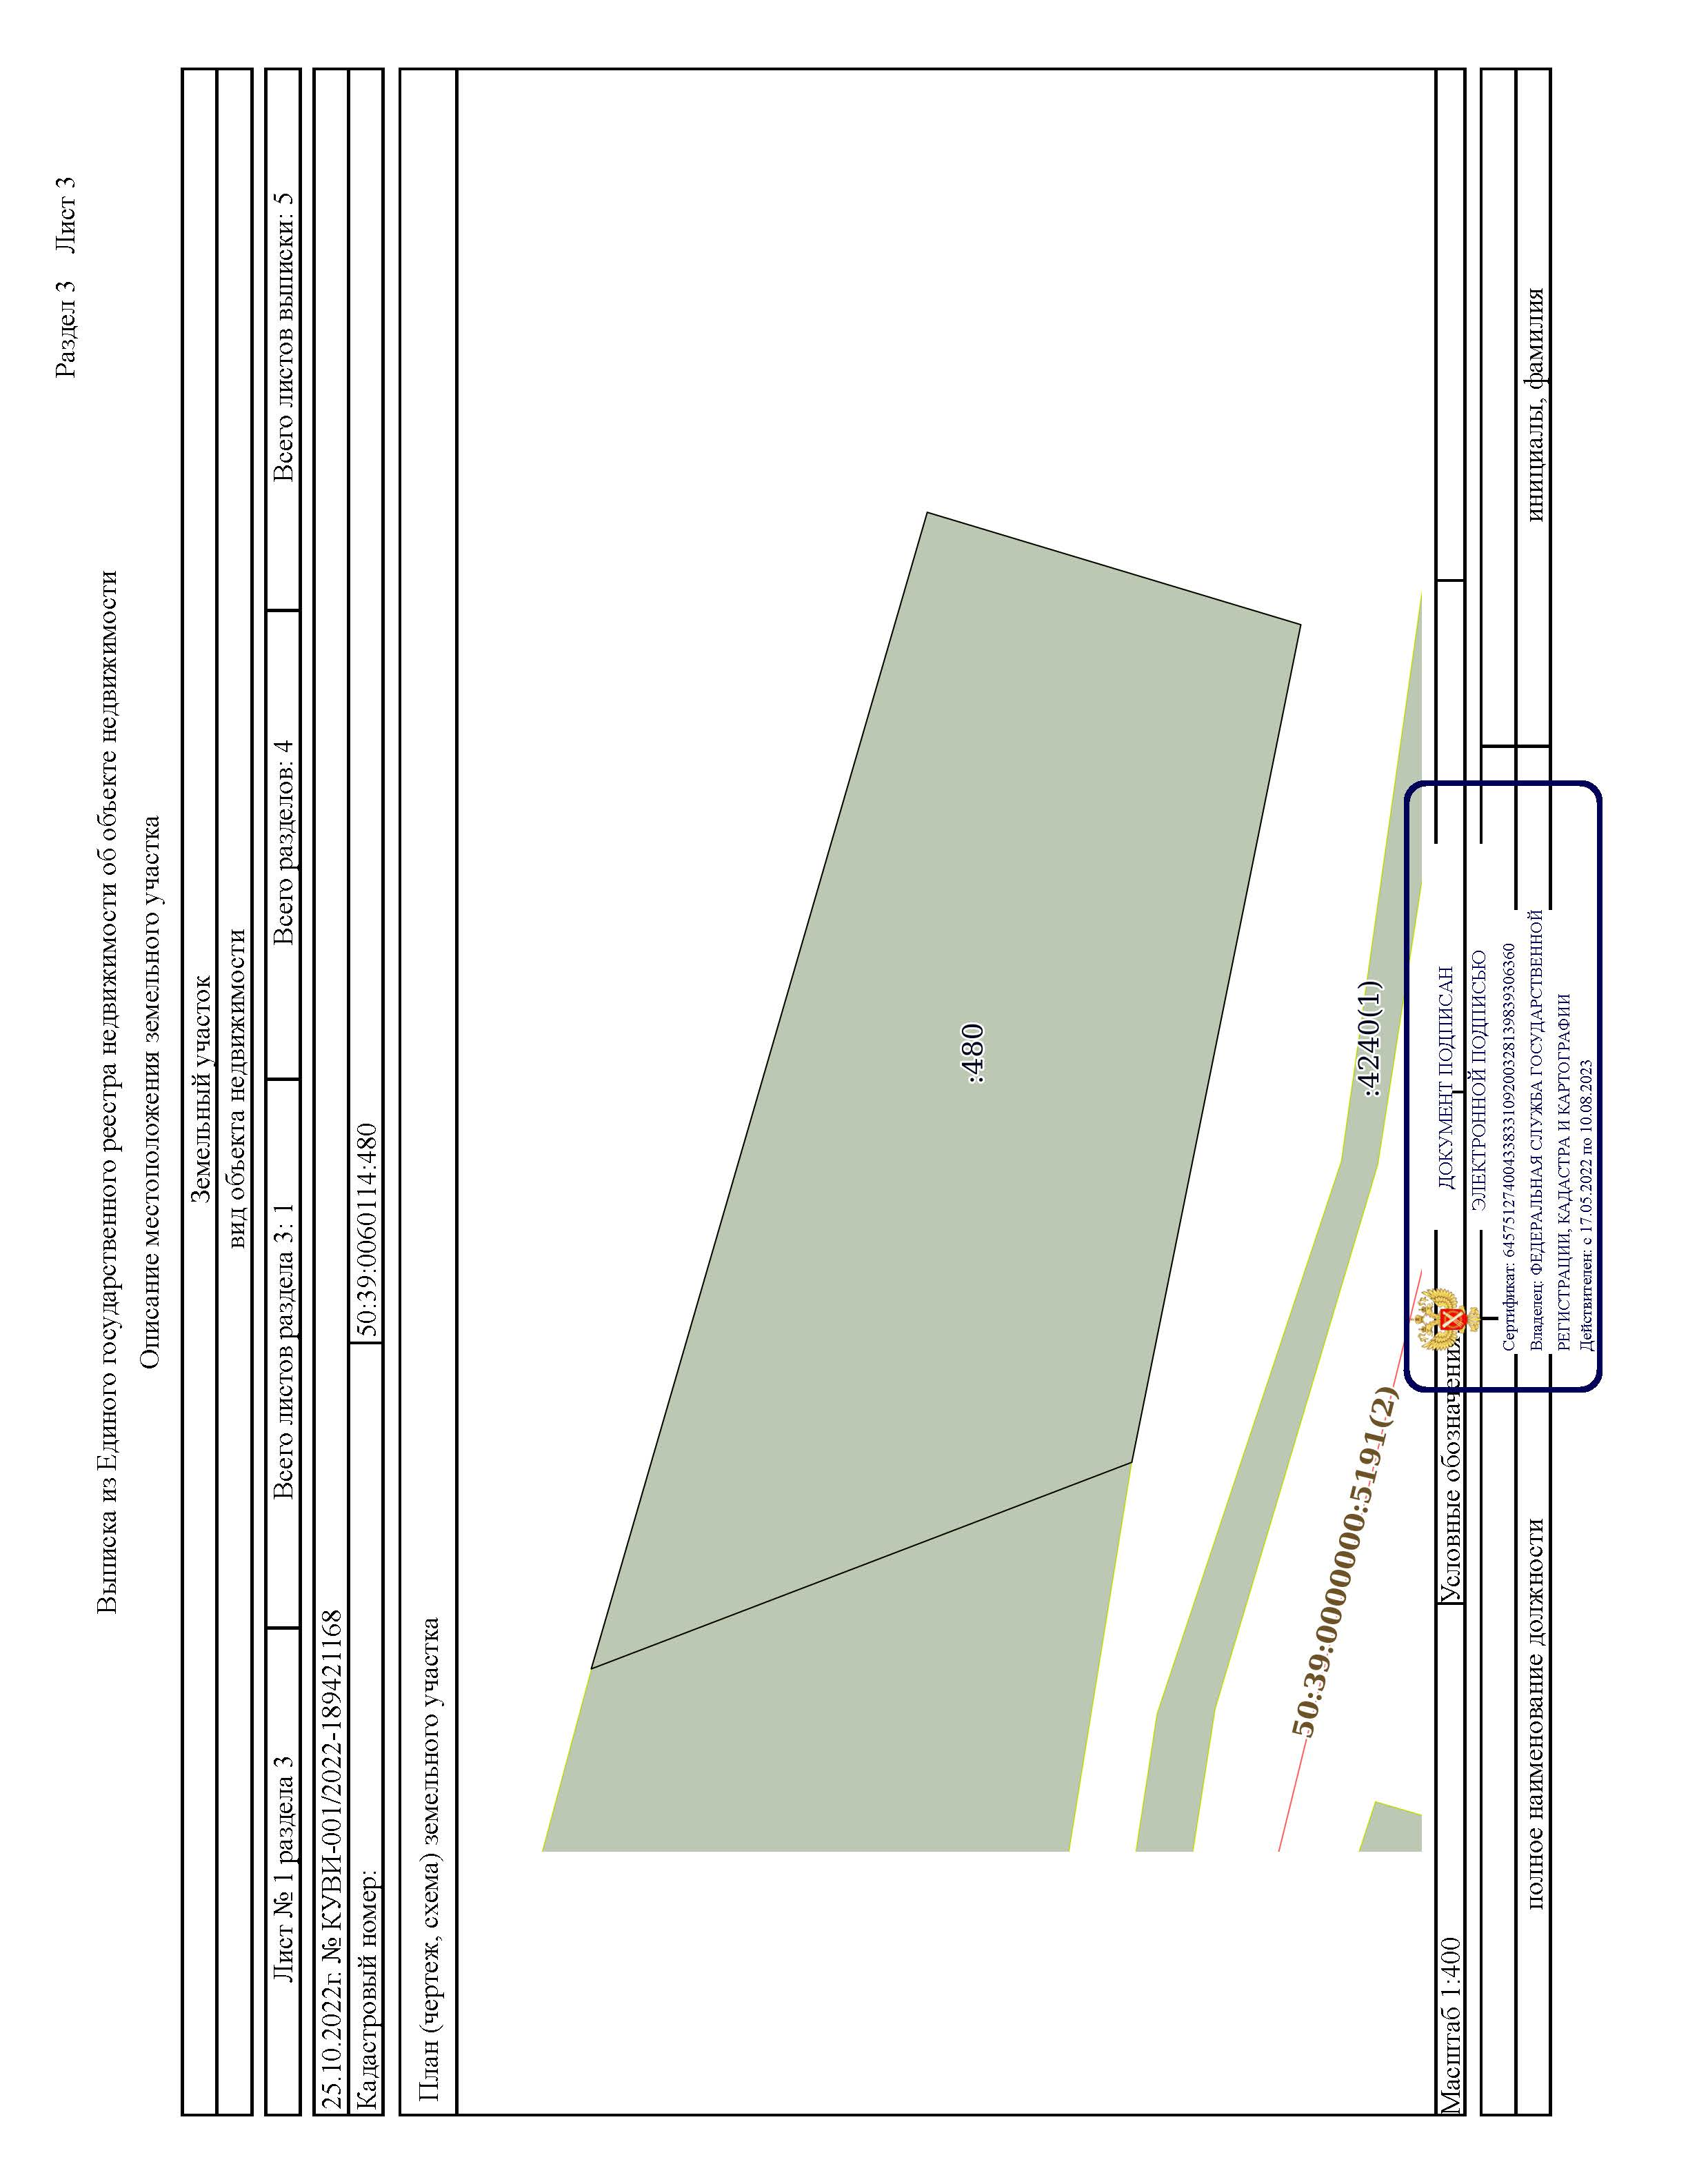 Раздел 3 Лист 3
Выписка из Единого государственного реестра недвижимости об объекте недвижимости
Описание местоположения земельного участка
Земельный участок
вид объекта недвижимости
Лист № 1 раздела 3 Всего листов раздела 3: 1 Всего разделов: 4 Всего листов выписки: 5
25.10.2022г. № КУВИ-001/2022-189421168
Кадастровый номер: 50:39:0060114:480
План (чертеж, схема) земельного участка
:480
:4240(1)
50:39:0000000:5191(2)
Масштаб 1:400 Условные обозначения
ДОКУМЕНТ ПОДПИСАН
ЭЛЕКТРОННОЙ ПОДПИСЬЮ
Сертификат: 645751274004338331092003281398393063­60
Владелец: ФЕДЕРАЛЬНАЯ СЛУЖБА ГОСУДАРСТВЕННОЙ
РЕГИСТРАЦИИ, КАДАСТРА И КАРТОГРАФИИ
Действителен: с 17.05.2022 по 10.08.2023
полное наименование должности инициалы, фамилия